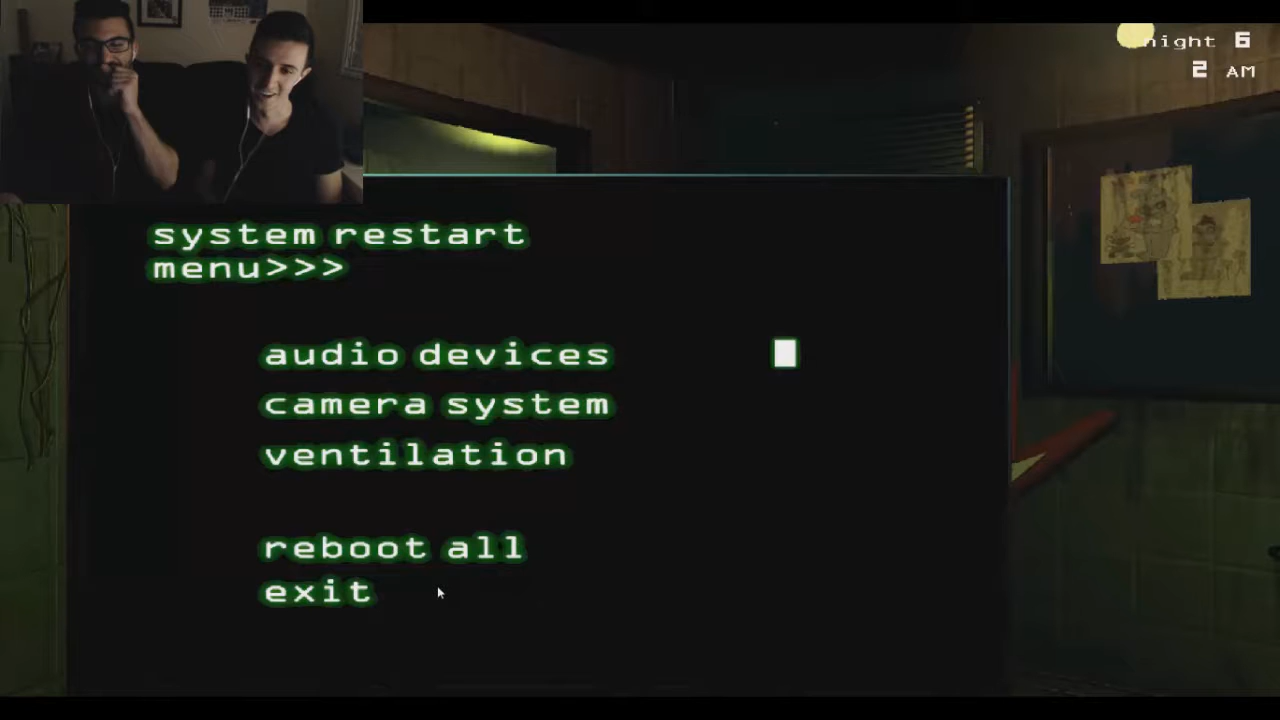 night 6
2 AM
system restart
menu>>>
audio devices
camera system
ventilation
reboot all
exit